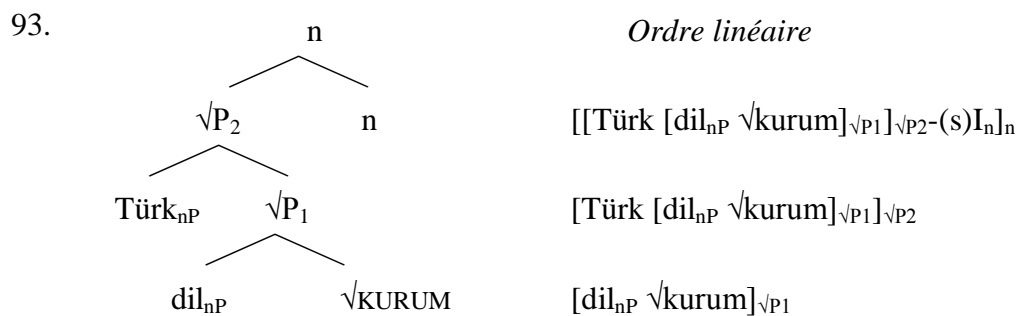 93. n Ordre linéaire
√P₂ n [[Türk [dilₙP √kurum]√P1]√P2-(s)Iₙ]ₙ
TürkₙP √P₁ [Türk [dilₙP √kurum]√P1]√P2
dilₙP √KURUM [dilₙP √kurum]√P1